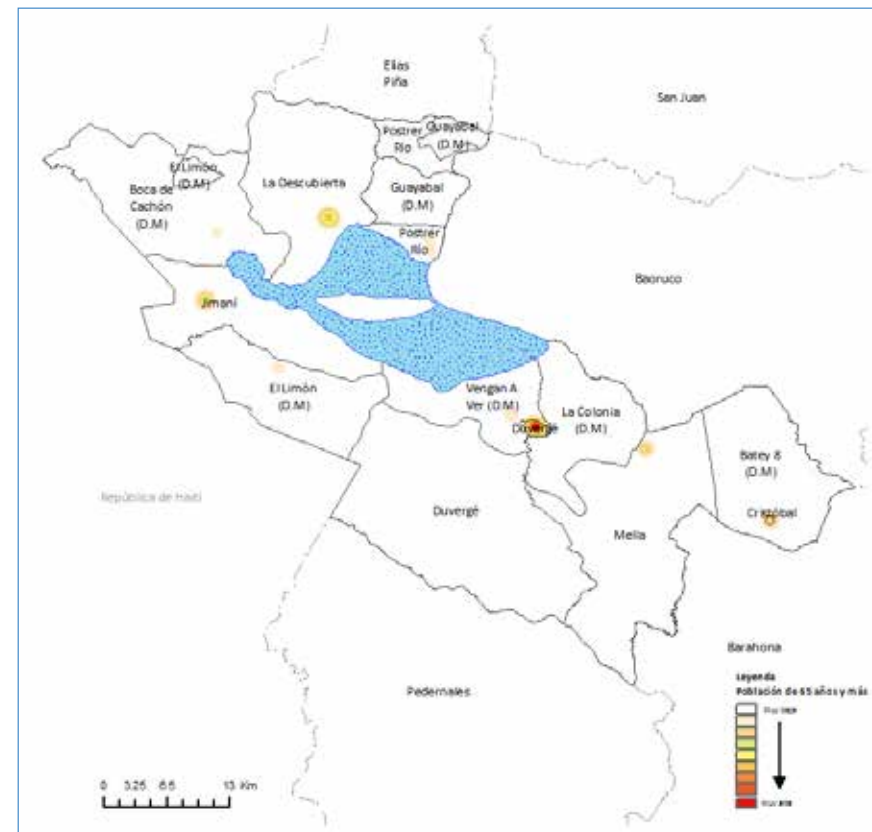 Elías
Piña
San Juan
Postrer
Río
Guayabal
(D.M)
El Limón
(D.M)
La Descubierta
Boca de
Cachón
(D.M)
Guayabal
(D.M)
Postrer
Río
Baoruco
Jimaní
El Limón
(D.M)
Vengan A
Ver (D.M)
La Colonia
(D.M)
Duvergé
Batey 8
(D.M)
República de Haití
Duvergé
Cristóbal
Mella
Barahona
Pedernales
Leyenda
Población de 65 años y más
0 3.25 6.5 13 Km